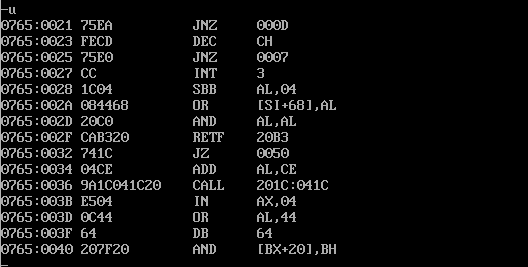 -u
0765:0021 75EA JNZ 000D
0765:0023 FECD DEC CH
0765:0025 75E0 JNZ 0007
0765:0027 CC INT 3
0765:0028 1C04 SBB AL,04
0765:002A 084468 OR [SI+68],AL
0765:002D 20C0 AND AL,AL
0765:002F CAB320 RETF 20B3
0765:0032 741C JZ 0050
0765:0034 04CE ADD AL,CE
0765:0036 9A1C041C20 CALL 201C:041C
0765:003B E504 IN AX,04
0765:003D 0C44 OR AL,44
0765:003F 64 DB 64
0765:0040 207F20 AND [BX+20],BH
-